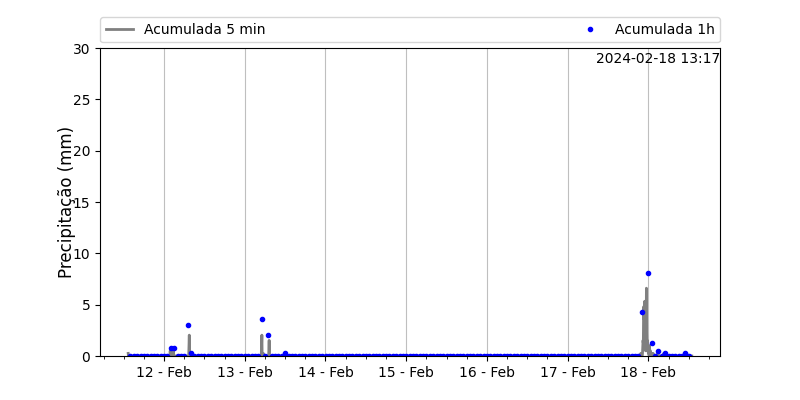 Acumulada 5 min
Acumulada 1h
2024-02-18 13:17
Precipitação (mm)
30
25
20
15
10
5
0
12 - Feb
13 - Feb
14 - Feb
15 - Feb
16 - Feb
17 - Feb
18 - Feb